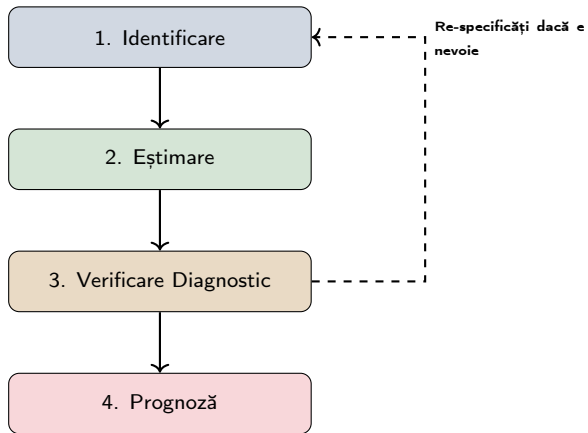 1. Identificare
Re-specificăți dacă e
nevoie
2. Eștimare
3. Verificare Diagnostic
4. Prognoză